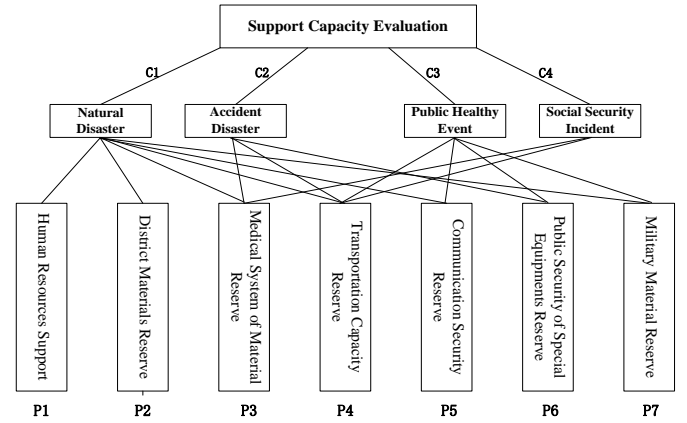 Support Capacity Evaluation
C1
C2
C3
C4
Natural
Disaster
Accident
Disaster
Public Healthy
Event
Social Security
Incident
Human Resources Support
District Materials Reserve
Medical System of Material
Reserve
Transportation Capacity
Reserve
Communication Security
Reserve
Public Security of Special
Equipments Reserve
Military Material Reserve
P1
P2
P3
P4
P5
P6
P7